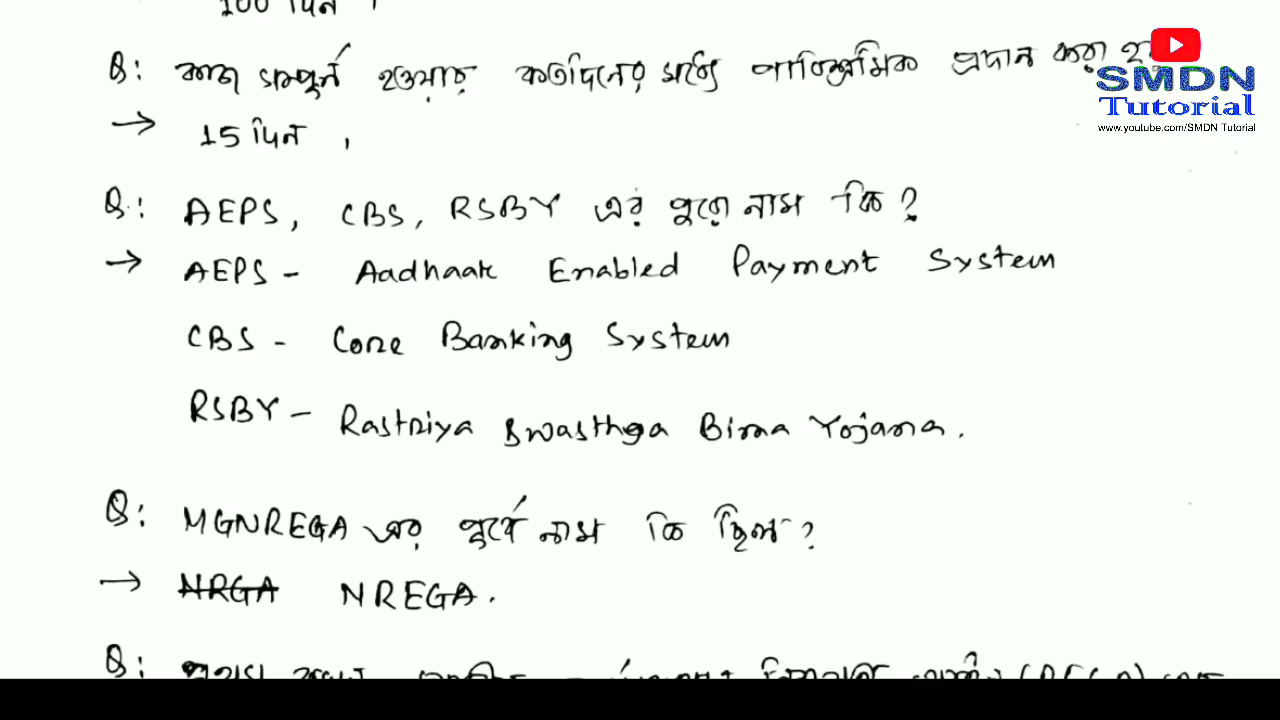 100 দিন ।
Q: কাজ সম্পূর্ন হওয়ার কতদিনের মধ্যে পারিশ্রমিক প্রদান করা হ
SMDN
Tutorial
www.youtube.com/SMDN Tutorial
→ 15 দিন ,
Q: AEPS, CBS, RSBY এর পুরো নাম কি ?
→ AEPS - Aadhaar Enabled Payment System
CBS - Core Banking System
RSBY - Rastriya Swasthya Bima Yojana.
Q: MGNREGA এর পুর্বে নাম কি ছিল ?
→ NRGA NREGA.
Q: